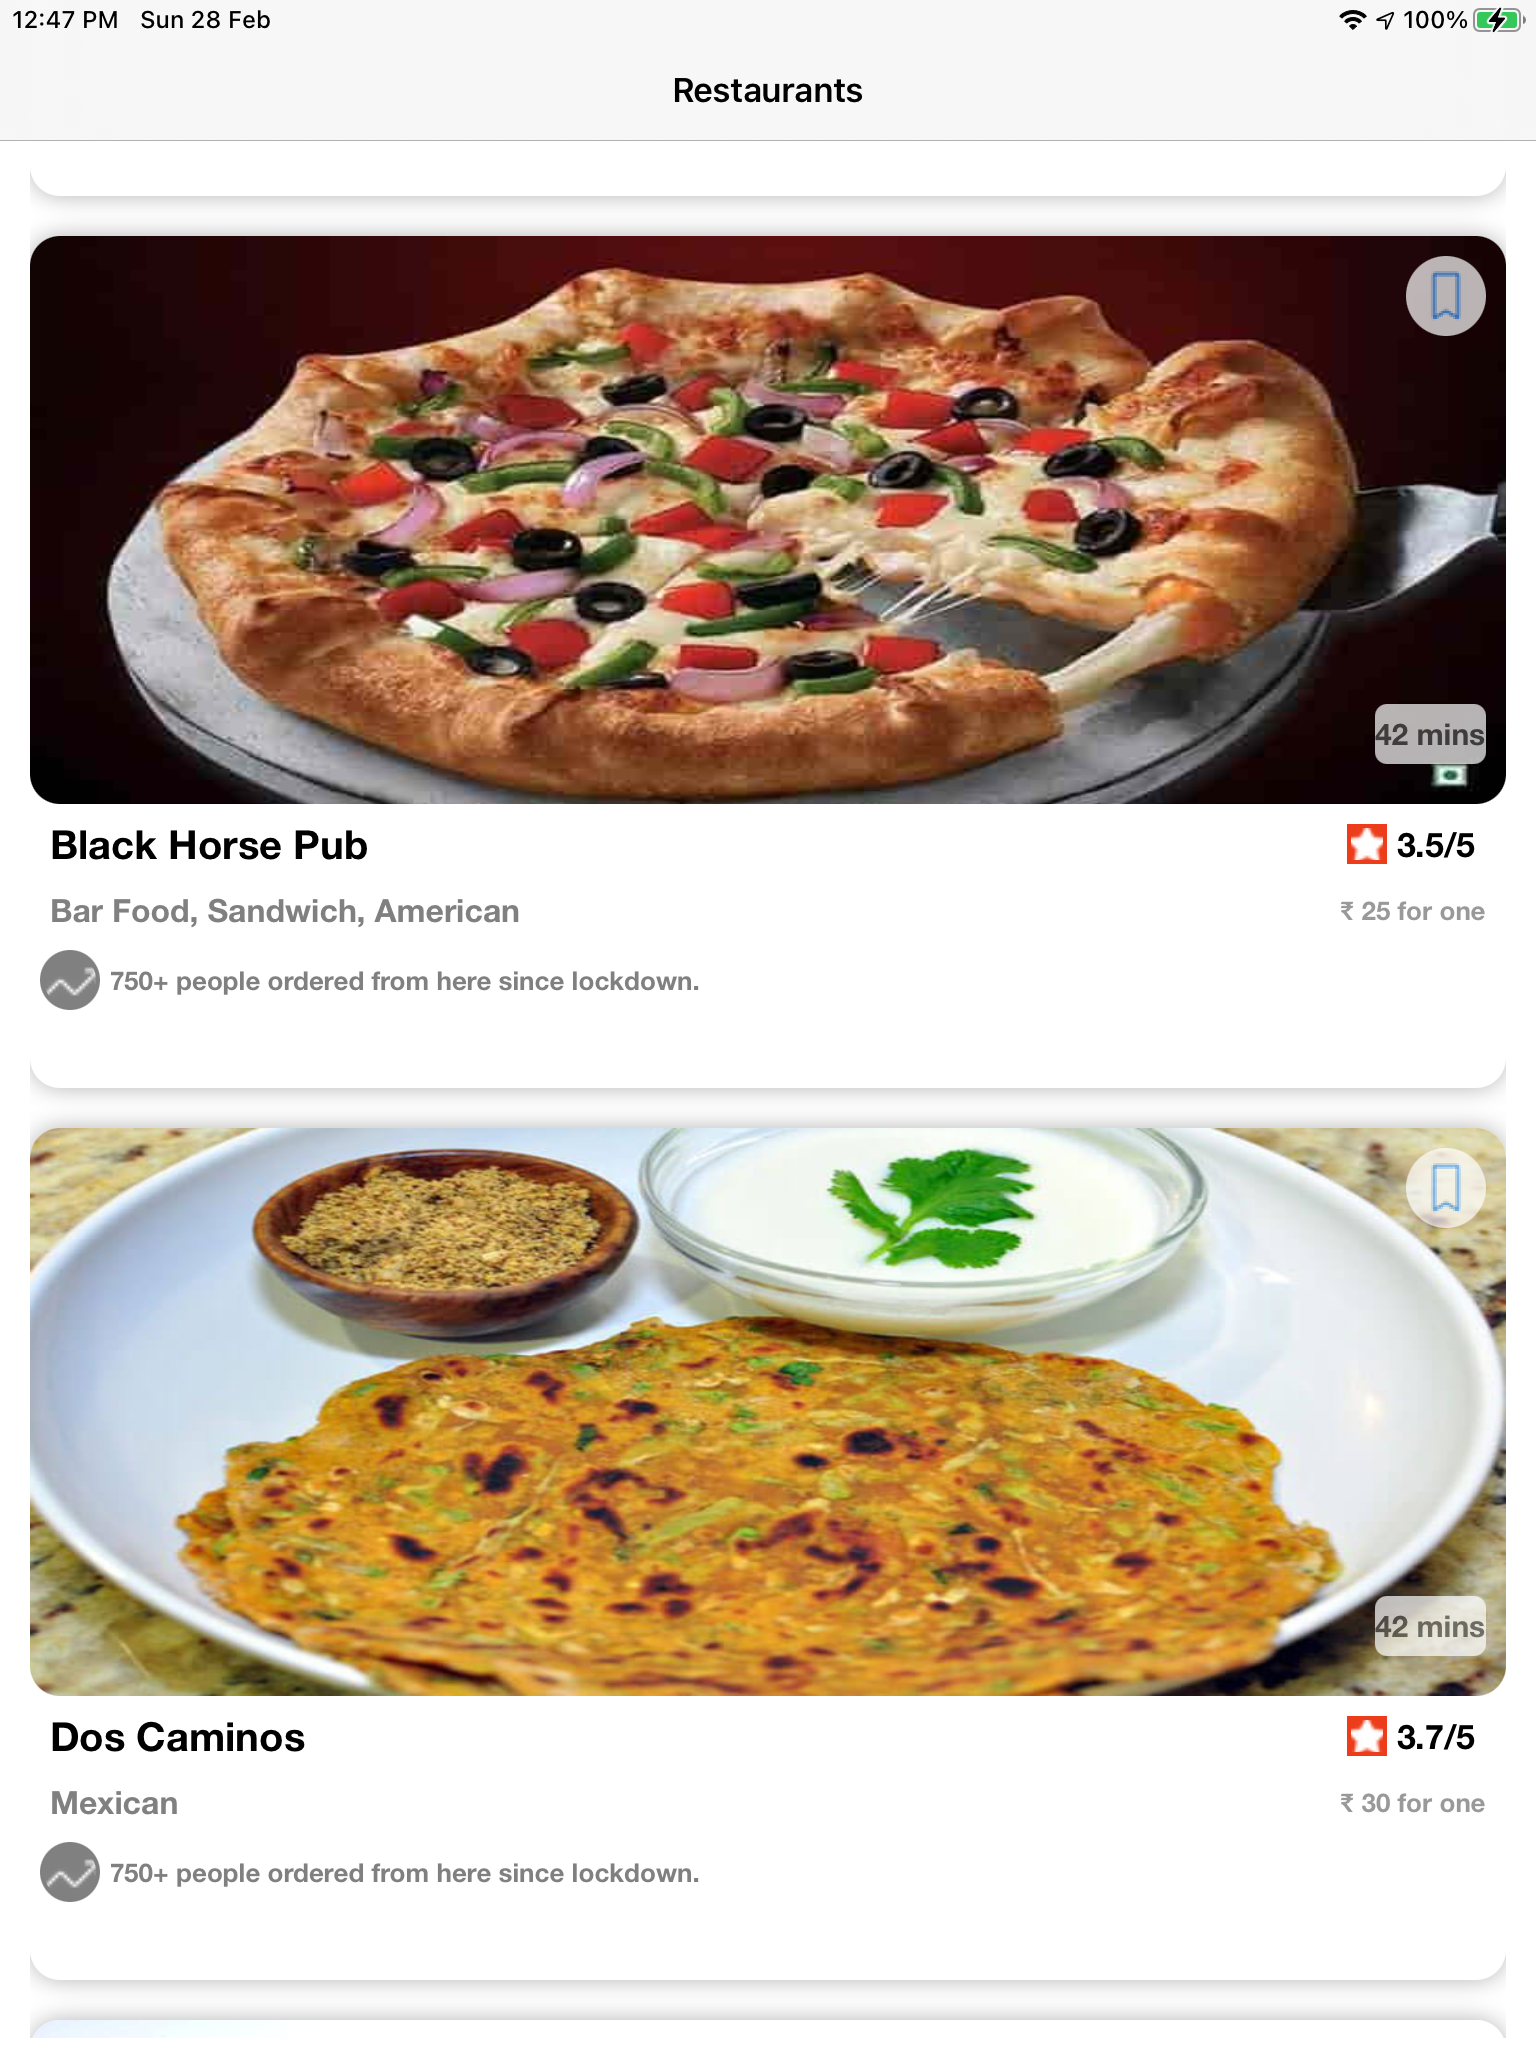 12:47 PM Sun 28 Feb 100%
Restaurants
42 mins
Black Horse Pub 3.5/5
Bar Food, Sandwich, American ₹ 25 for one
750+ people ordered from here since lockdown.
42 mins
Dos Caminos 3.7/5
Mexican ₹ 30 for one
750+ people ordered from here since lockdown.